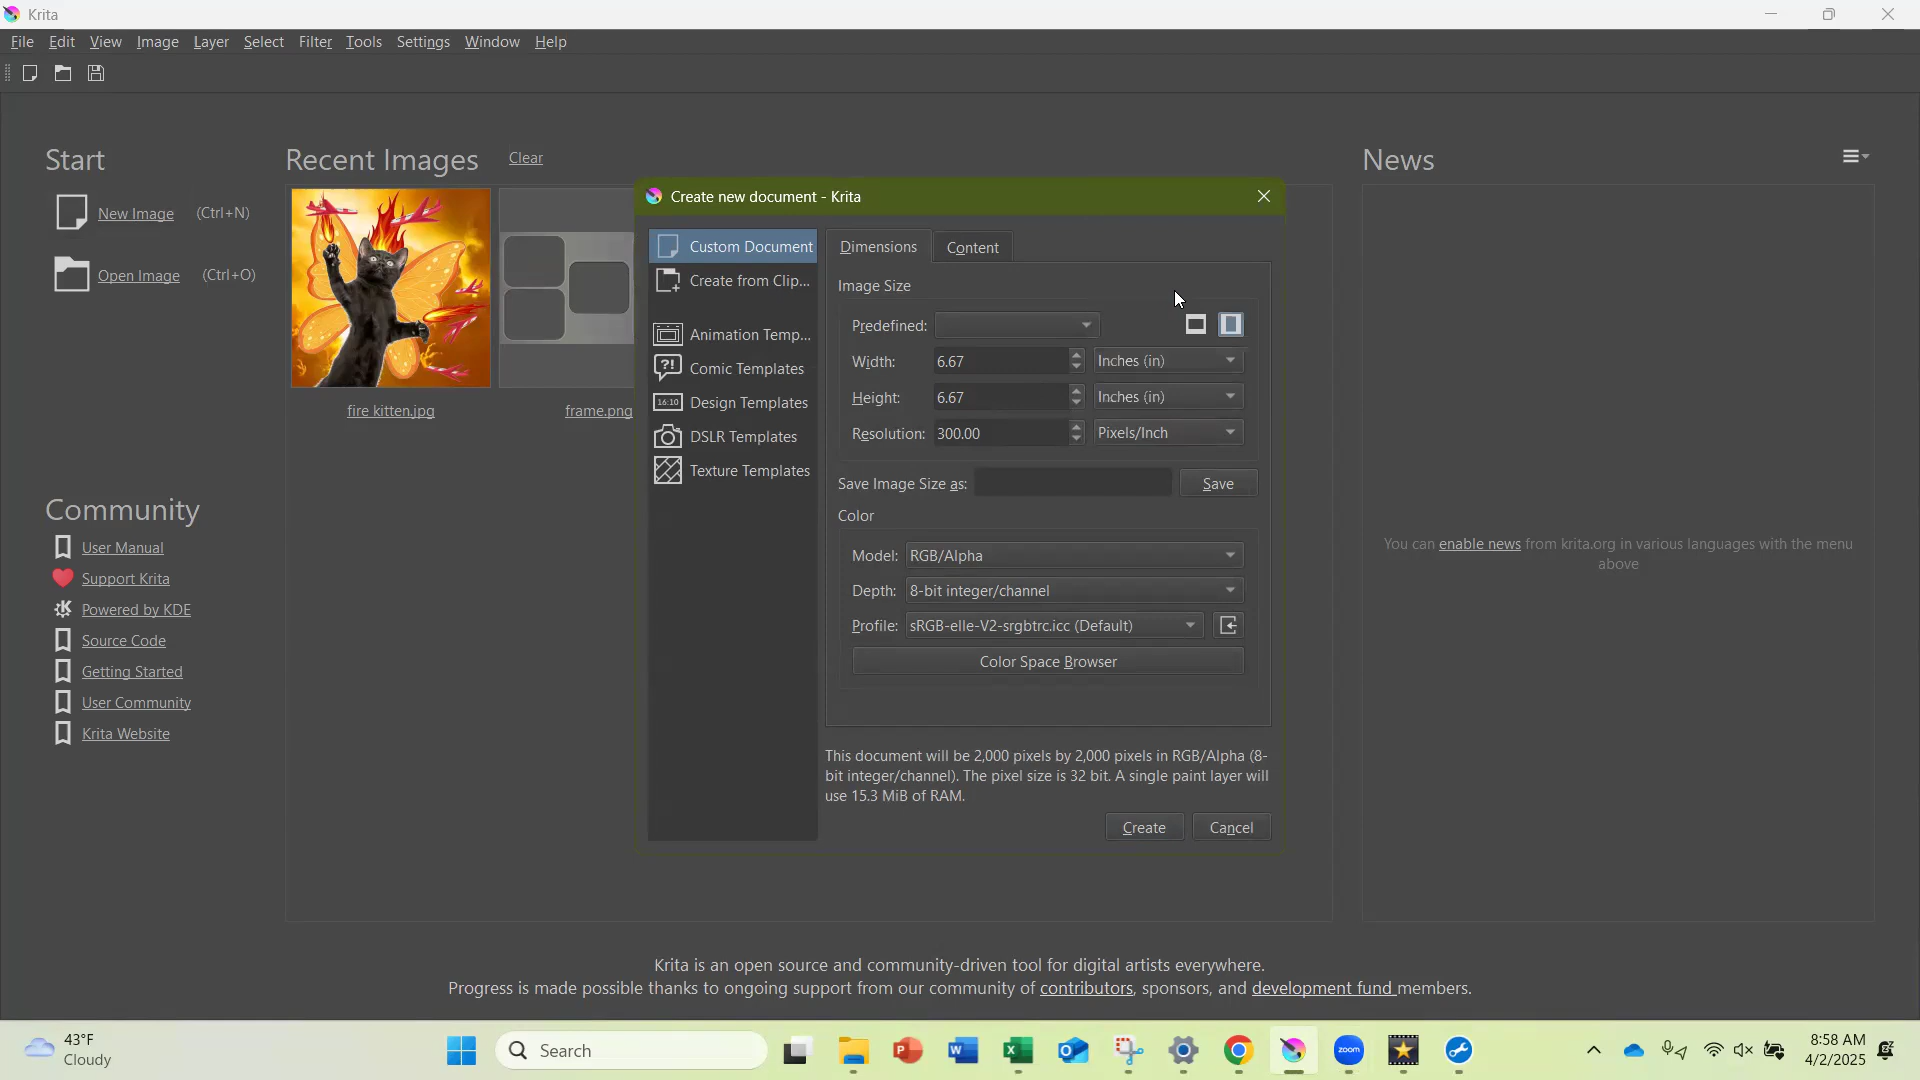 Krita
File Edit View Image Layer Select Filter Tools Settings Window Help
Start
New Image (Ctrl+N)
Open Image (Ctrl+O)
Community
User Manual
Support Krita
Powered by KDE
Source Code
Getting Started
User Community
Krita Website
Recent Images Clear
fire kitten.jpg
frame.png
Create new document - Krita
Custom Document
Create from Clip...
Animation Temp...
Comic Templates
16:10 Design Templates
DSLR Templates
Texture Templates
Dimensions Content
Image Size
Predefined:
Width: 6.67 Inches (in)
Height: 6.67 Inches (in)
Resolution: 300.00 Pixels/Inch
Save Image Size as: Save
Color
Model: RGB/Alpha
Depth: 8-bit integer/channel
Profile: sRGB-elle-V2-srgbtrc.icc (Default)
Color Space Browser
This document will be 2,000 pixels by 2,000 pixels in RGB/Alpha (8-
bit integer/channel). The pixel size is 32 bit. A single paint layer will
use 15.3 MiB of RAM.
Create Cancel
News
You can enable news from krita.org in various languages with the menu
above
Krita is an open source and community-driven tool for digital artists everywhere.
Progress is made possible thanks to ongoing support from our community of contributors, sponsors, and development fund members.
43°F
Cloudy
Search
zoom
8:58 AM
4/2/2025